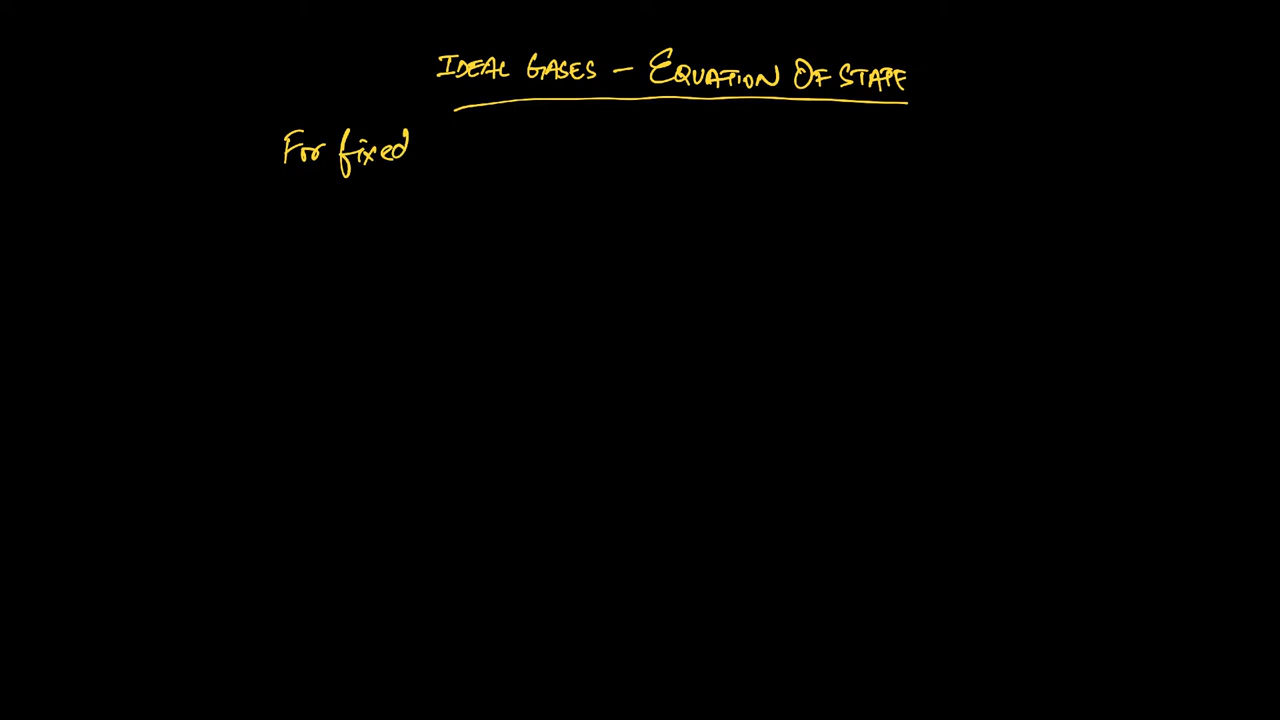 IDEAL GASES - EQUATION OF STATE
For fixed